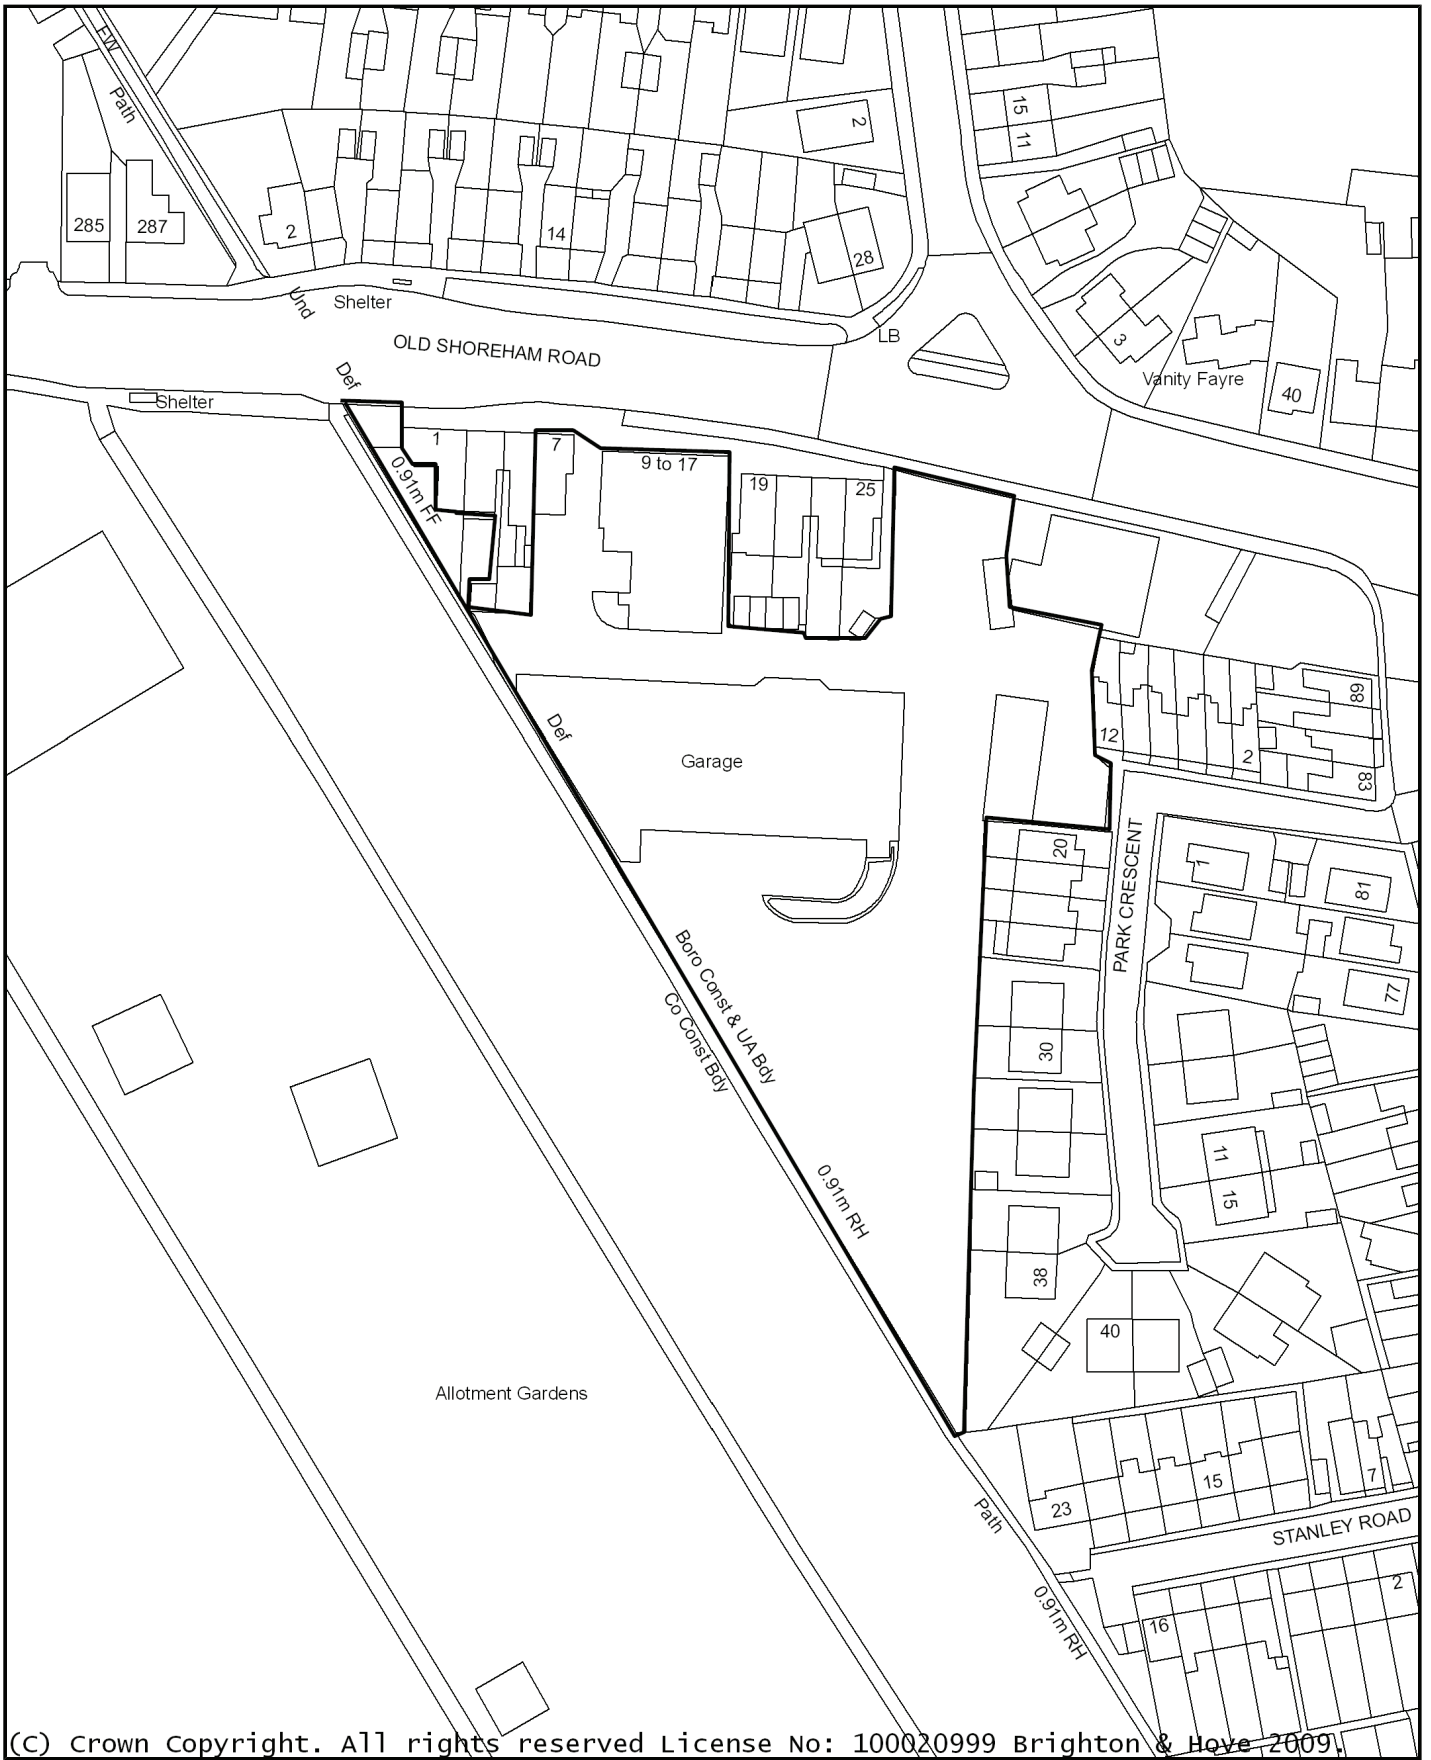 FW
Path
15
11
2
285
287
2
14
28
Und
Shelter
LB
OLD SHOREHAM ROAD
3
Vanity Fayre
40
Def
Shelter
1
7
9 to 17
19
25
0.91m FF
89
12
2
83
Def
Garage
20
PARK CRESCENT
1
81
77
Boro Const & UA Bdy
Co Const Bdy
30
11
15
0.91m RH
38
40
Allotment Gardens
23
15
7
Path
STANLEY ROAD
0.91m RH
16
2
(C) Crown Copyright. All rights reserved License No: 100020999 Brighton & Hove 2009.